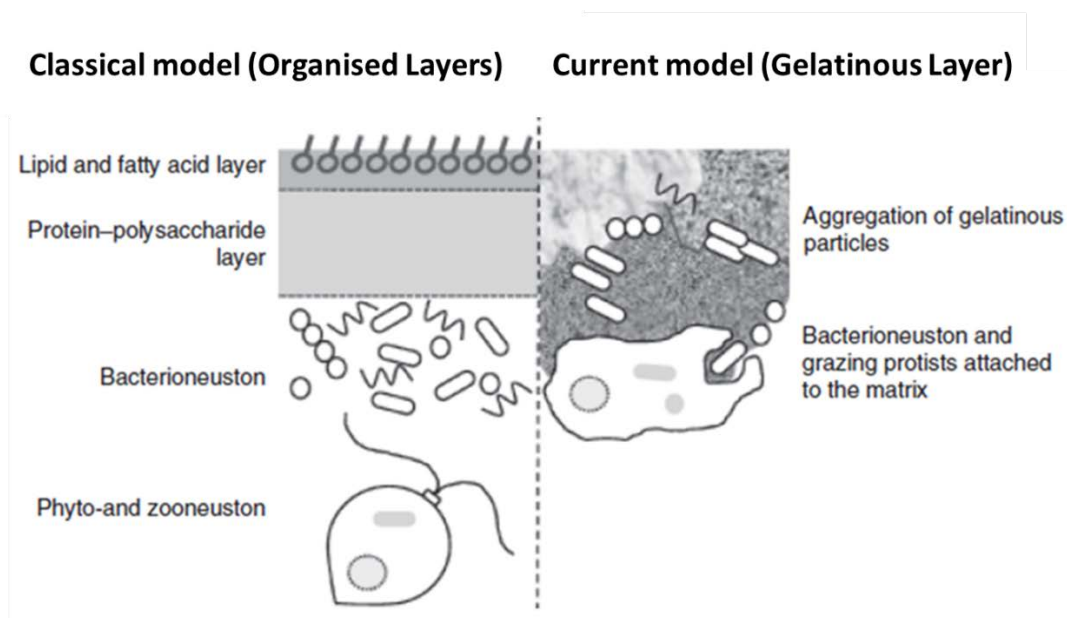 Classical model (Organised Layers)
Current model (Gelatinous Layer)
Lipid and fatty acid layer
Protein–polysaccharide
layer
Bacterioneuston
Phyto-and zooneuston
Aggregation of gelatinous
particles
Bacterioneuston and
grazing protists attached
to the matrix